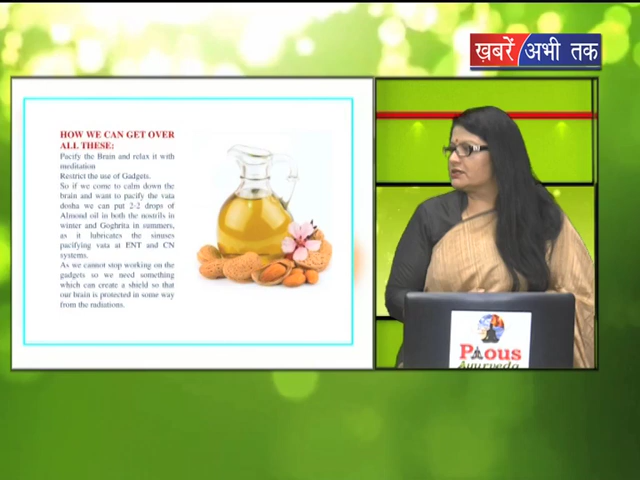 ख़बरें अभी तक
HOW WE CAN GET OVER
ALL THESE:
Pacify the Brain and relax it with
meditation
Restrict the use of Gadgets.
So if we come to calm down the
brain and want to pacify the vata
dosha we can put 2-2 drops of
Almond oil in both the nostrils in
winter and Goghrita in summers,
as it lubricates the sinuses
pacifying vata at ENT and CN
systems.
As we cannot stop working on the
gadgets so we need something
which can create a shield so that
our brain is protected in some way
from the radiations.
Pious
Ayurveda